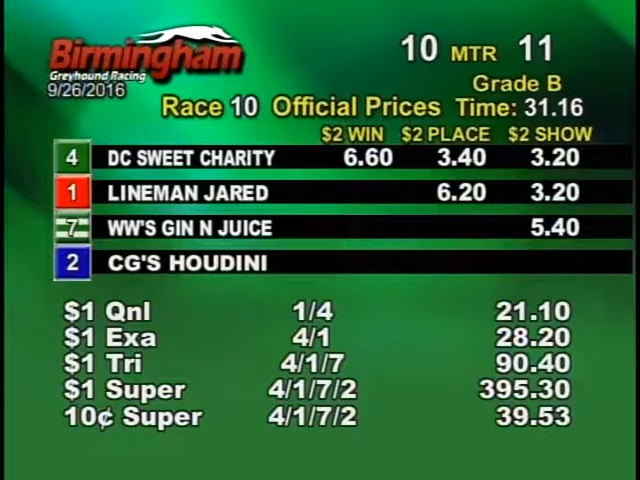 Birmingham
Greyhound Racing
9/26/2016
10 MTR 11
Grade B
Race 10 Official Prices Time: 31.16
$2 WIN $2 PLACE $2 SHOW
4 DC SWEET CHARITY 6.60 3.40 3.20
1 LINEMAN JARED 6.20 3.20
7 WW'S GIN N JUICE 5.40
2 CG'S HOUDINI
$1 Qnl 1/4 21.10
$1 Exa 4/1 28.20
$1 Tri 4/1/7 90.40
$1 Super 4/1/7/2 395.30
10¢ Super 4/1/7/2 39.53